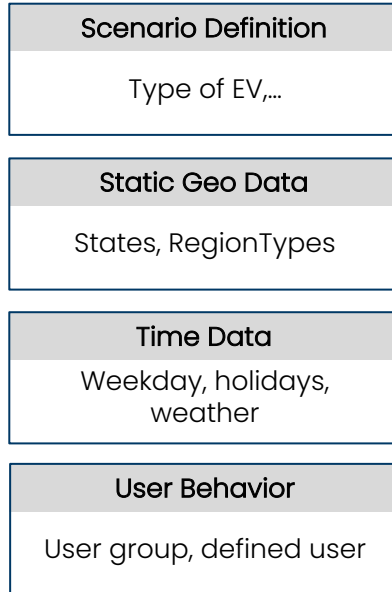 Scenario Definition
Type of EV,...
Static Geo Data
States, RegionTypes
Time Data
Weekday, holidays,
weather
User Behavior
User group, defined user